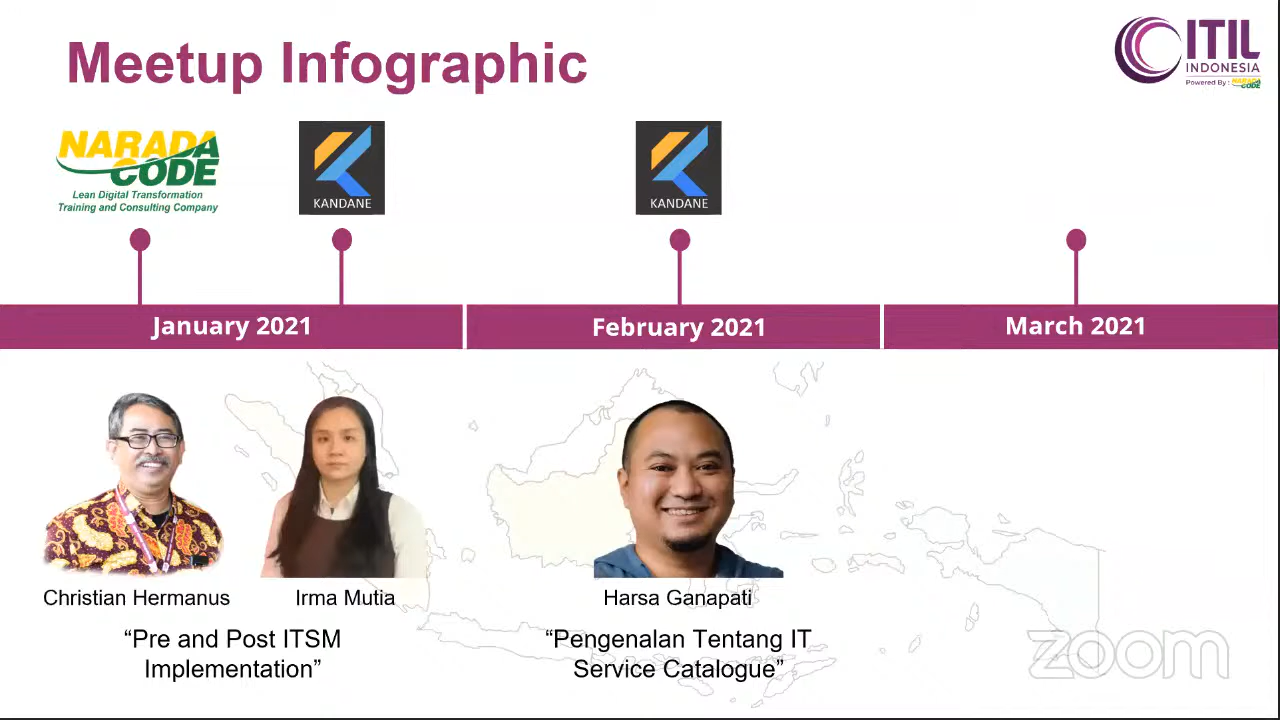 Meetup Infographic
ITIL
INDONESIA
Powered By : NARADA
CODE
NARADA
CODE
Lean Digital Transformation
Training and Consulting Company
KANDANE
KANDANE
January 2021
February 2021
March 2021
Christian Hermanus
Irma Mutia
Harsa Ganapati
“Pre and Post ITSM
Implementation”
“Pengenalan Tentang IT
Service Catalogue”
zoom